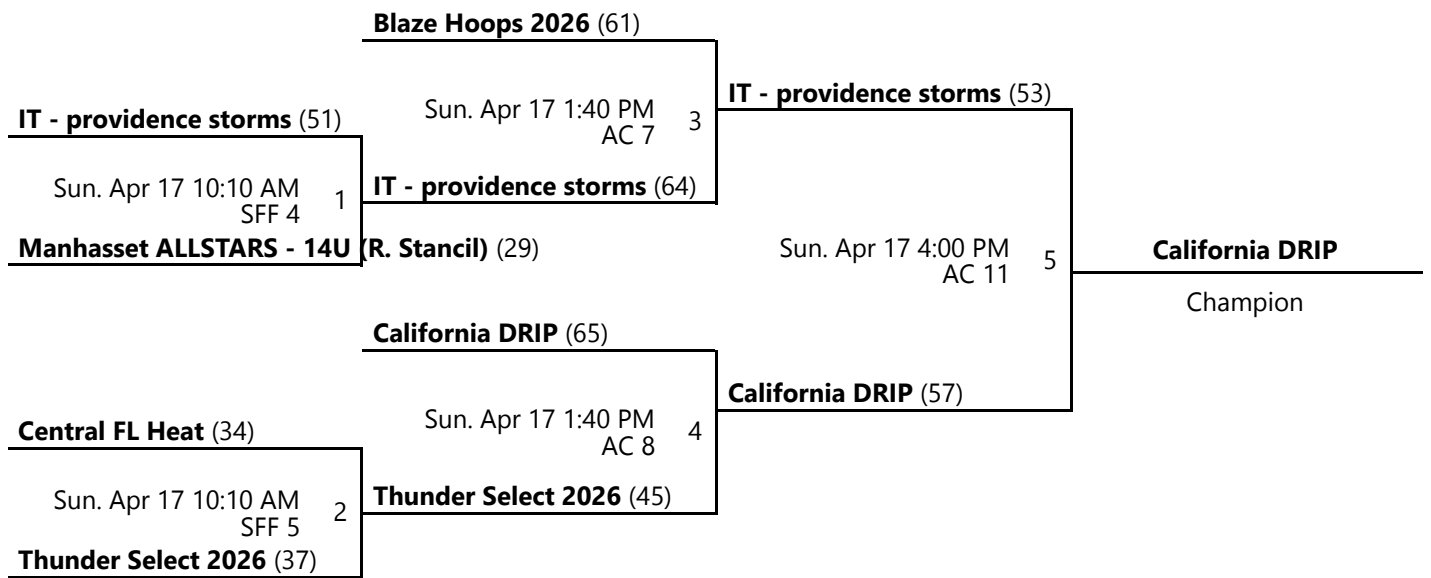 Blaze Hoops 2026 (61)
IT - providence storms (51)
Sun. Apr 17 1:40 PM
AC 7
3
IT - providence storms (53)
Sun. Apr 17 10:10 AM
SFF 4
1
IT - providence storms (64)
Manhasset ALLSTARS - 14U (R. Stancil) (29)
Sun. Apr 17 4:00 PM
AC 11
5
California DRIP
Champion
California DRIP (65)
Central FL Heat (34)
Sun. Apr 17 1:40 PM
AC 8
4
California DRIP (57)
Sun. Apr 17 10:10 AM
SFF 5
2
Thunder Select 2026 (45)
Thunder Select 2026 (37)